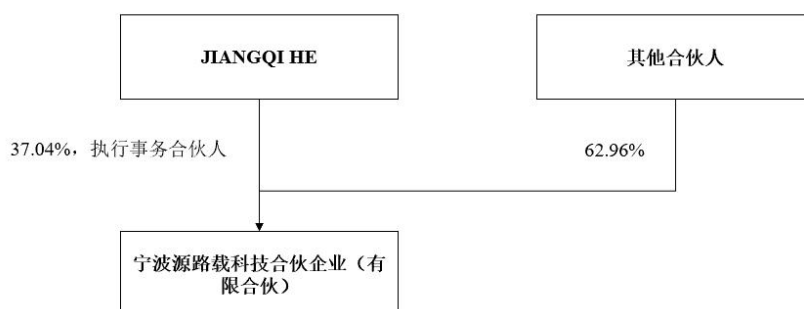 JIANGQI HE
其他合伙人
37.04%，执行事务合伙人
62.96%
宁波源路载科技合伙企业（有
限合伙）